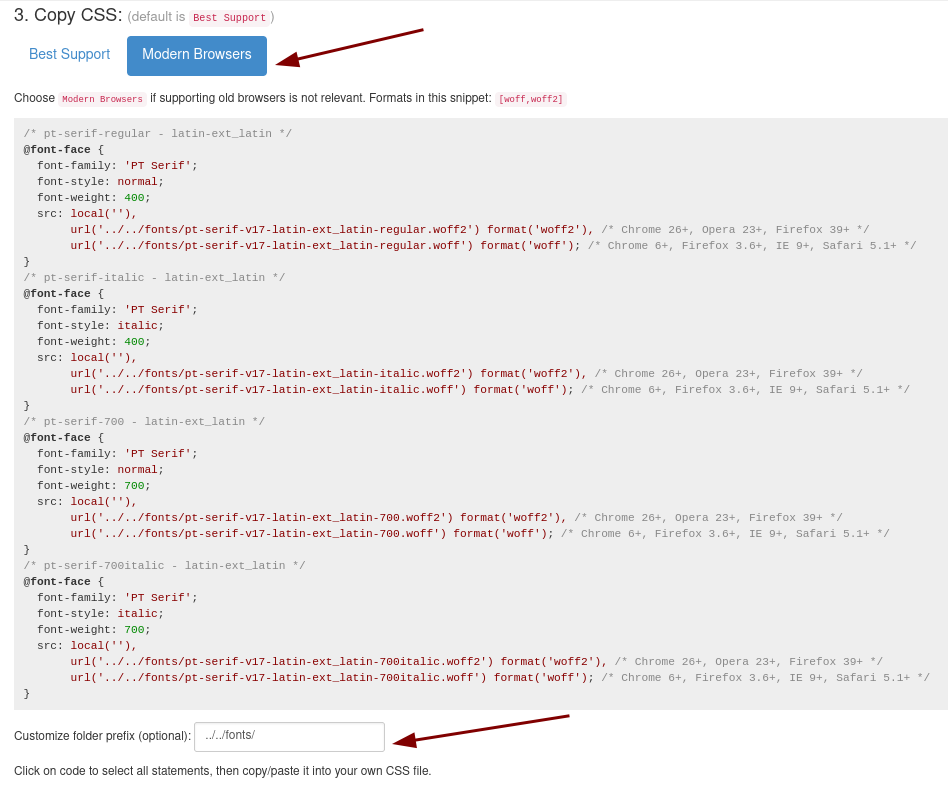 3. Copy CSS: (default is Best Support)
Best Support Modern Browsers
Choose Modern Browsers if supporting old browsers is not relevant. Formats in this snippet: [woff,woff2]
/* pt-serif-regular - latin-ext_latin */
@font-face {
  font-family: 'PT Serif';
  font-style: normal;
  font-weight: 400;
  src: local(''),
       url('../../fonts/pt-serif-v17-latin-ext_latin-regular.woff2') format('woff2'), /* Chrome 26+, Opera 23+, Firefox 39+ */
       url('../../fonts/pt-serif-v17-latin-ext_latin-regular.woff') format('woff'); /* Chrome 6+, Firefox 3.6+, IE 9+, Safari 5.1+ */
}
/* pt-serif-italic - latin-ext_latin */
@font-face {
  font-family: 'PT Serif';
  font-style: italic;
  font-weight: 400;
  src: local(''),
       url('../../fonts/pt-serif-v17-latin-ext_latin-italic.woff2') format('woff2'), /* Chrome 26+, Opera 23+, Firefox 39+ */
       url('../../fonts/pt-serif-v17-latin-ext_latin-italic.woff') format('woff'); /* Chrome 6+, Firefox 3.6+, IE 9+, Safari 5.1+ */
}
/* pt-serif-700 - latin-ext_latin */
@font-face {
  font-family: 'PT Serif';
  font-style: normal;
  font-weight: 700;
  src: local(''),
       url('../../fonts/pt-serif-v17-latin-ext_latin-700.woff2') format('woff2'), /* Chrome 26+, Opera 23+, Firefox 39+ */
       url('../../fonts/pt-serif-v17-latin-ext_latin-700.woff') format('woff'); /* Chrome 6+, Firefox 3.6+, IE 9+, Safari 5.1+ */
}
/* pt-serif-700italic - latin-ext_latin */
@font-face {
  font-family: 'PT Serif';
  font-style: italic;
  font-weight: 700;
  src: local(''),
       url('../../fonts/pt-serif-v17-latin-ext_latin-700italic.woff2') format('woff2'), /* Chrome 26+, Opera 23+, Firefox 39+ */
       url('../../fonts/pt-serif-v17-latin-ext_latin-700italic.woff') format('woff'); /* Chrome 6+, Firefox 3.6+, IE 9+, Safari 5.1+ */
}
Customize folder prefix (optional): ../../fonts/
Click on code to select all statements, then copy/paste it into your own CSS file.